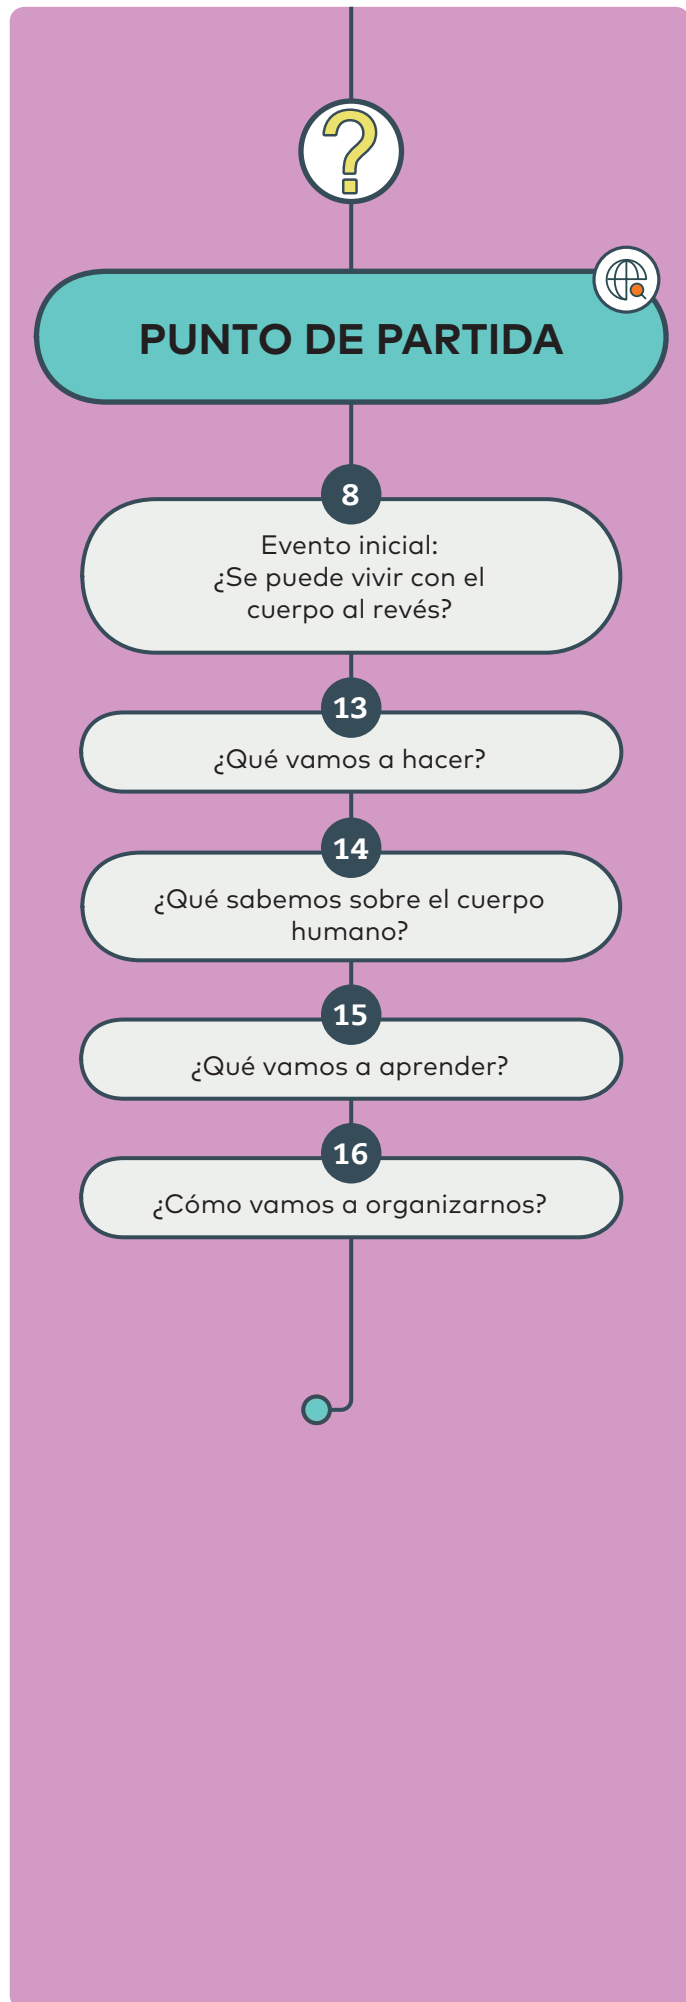 ?
PUNTO DE PARTIDA
8
Evento inicial:
¿Se puede vivir con el
cuerpo al revés?
13
¿Qué vamos a hacer?
14
¿Qué sabemos sobre el cuerpo
humano?
15
¿Qué vamos a aprender?
16
¿Cómo vamos a organizarnos?